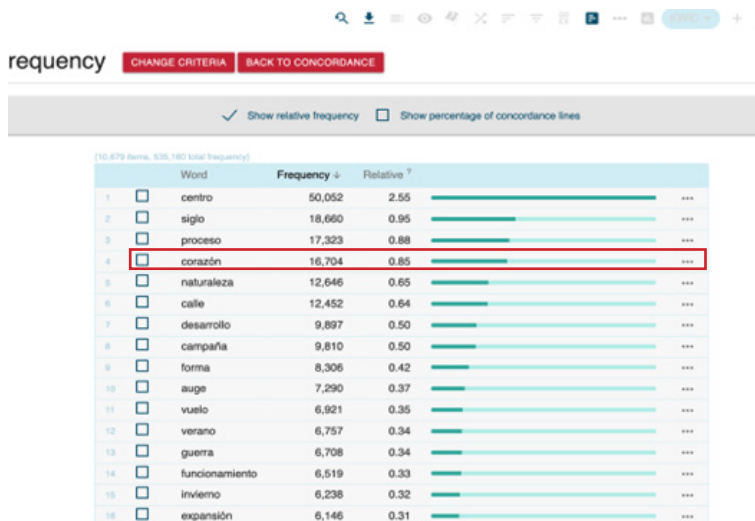 requency CHANGE CRITERIA BACK TO CONCORDANCE
KWIC
Show relative frequency Show percentage of concordance lines
(10,679 items, 535,160 total frequency)
Word Frequency ↓ Relative ?
1 centro 50,052 2.55 ...
2 siglo 18,660 0.95 ...
3 proceso 17,323 0.88 ...
4 corazón 16,704 0.85 ...
5 naturaleza 12,646 0.65 ...
6 calle 12,452 0.64 ...
7 desarrollo 9,897 0.50 ...
8 campaña 9,810 0.50 ...
9 forma 8,306 0.42 ...
10 auge 7,290 0.37 ...
11 vuelo 6,921 0.35 ...
12 verano 6,757 0.34 ...
13 guerra 6,708 0.34 ...
14 funcionamiento 6,519 0.33 ...
15 invierno 6,238 0.32 ...
16 expansión 6,146 0.31 ...